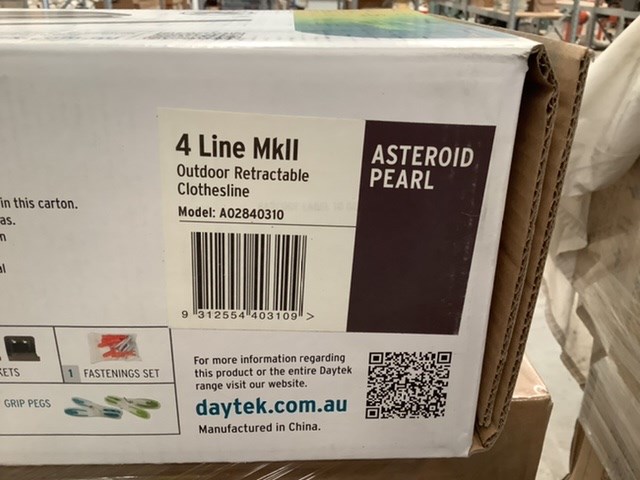 4 Line MkII
Outdoor Retractable
Clothesline
Model: A02840310
9 312554 403109 >
ASTEROID
PEARL
in this carton.
as.
KETS
1 FASTENINGS SET
GRIP PEGS
For more information regarding
this product or the entire Daytek
range visit our website.
daytek.com.au
Manufactured in China.